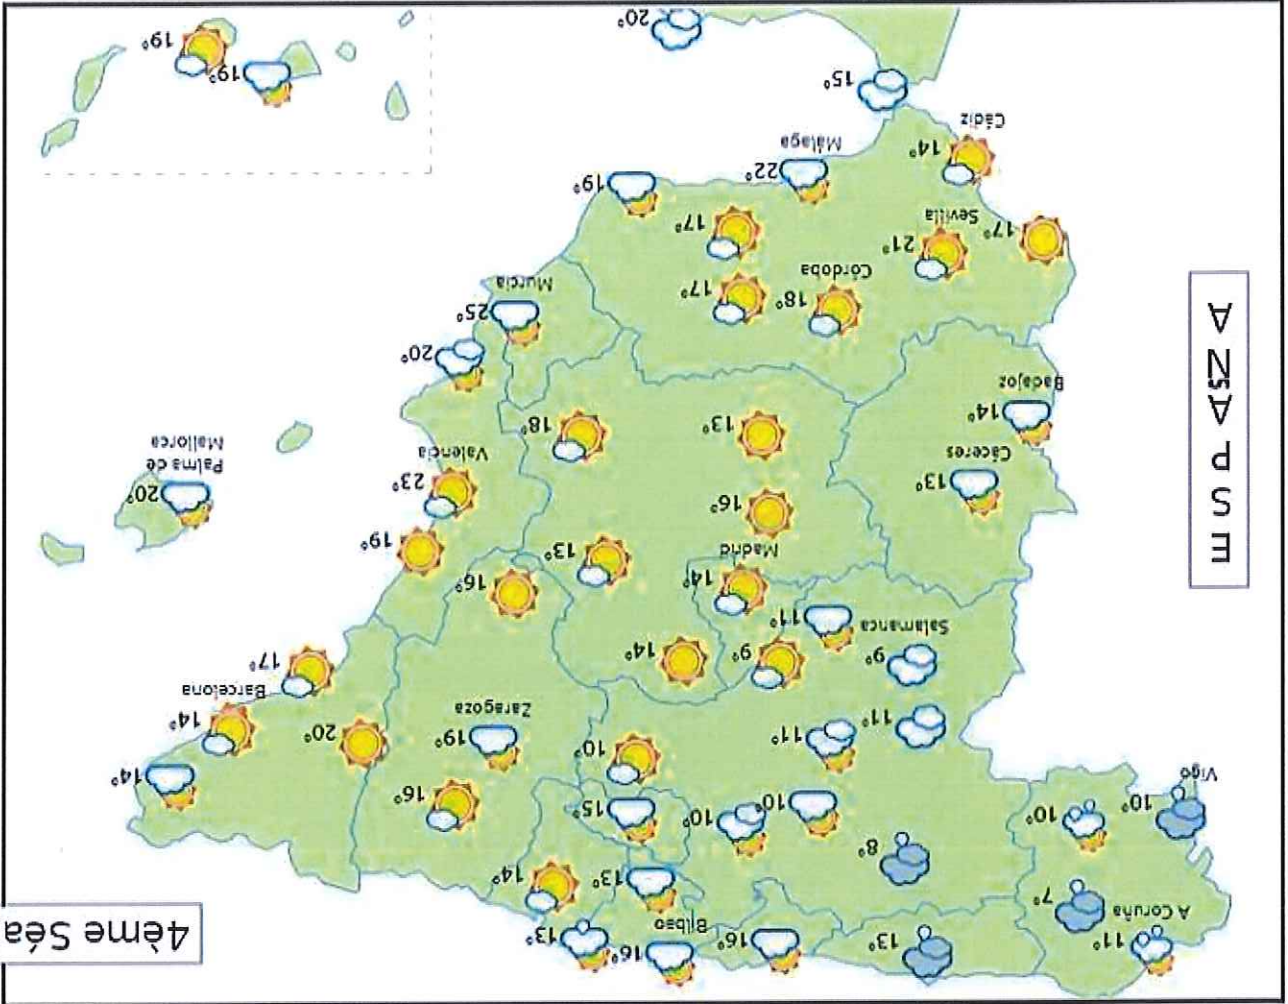 4ème Séa
11°
13°
16°
16°
13°
A Coruña
Bilbao
7°
13°
14°
8°
10°
10°
10°
10°
15°
16°
Vigo
14°
11°
11°
10°
19°
20°
14°
Zaragoza
Barcelona
9°
9°
14°
17°
Salamanca
11°
14°
16°
Madrid
13°
19°
E S P A Ñ A
16°
13°
23°
20°
Cáceres
Valencia
Palma de
Mallorca
14°
13°
18°
Badajoz
20°
18°
17°
25°
Córdoba
Murcia
17°
21°
17°
Sevilla
22°
19°
14°
Málaga
Cádiz
15°
19°
19°
20°